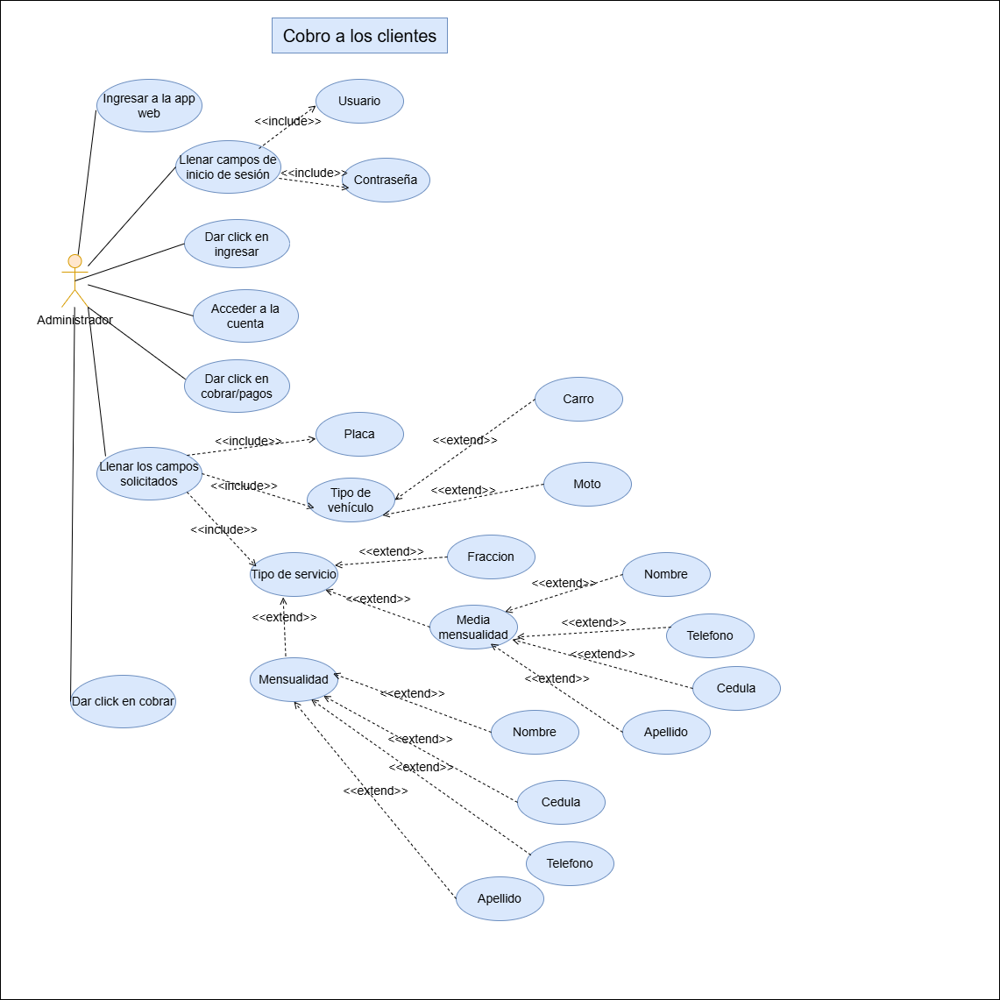 Cobro a los clientes
Ingresar a la app
web
Usuario
<<include>>
Llenar campos de
inicio de sesión
<<include>>
Contraseña
Dar click en
ingresar
Administrador
Acceder a la
cuenta
Dar click en
cobrar/pagos
Carro
<<extend>>
Placa
<<include>>
Llenar los campos
solicitados
<<include>>
Tipo de
vehículo
<<extend>>
Moto
<<include>>
Tipo de servicio
<<extend>>
Fraccion
<<extend>>
Nombre
<<extend>>
<<extend>>
Media
mensualidad
<<extend>>
Telefono
<<extend>>
Cedula
<<extend>>
Apellido
Mensualidad
Dar click en cobrar
<<extend>>
Nombre
<<extend>>
<<extend>>
<<extend>>
Cedula
Telefono
Apellido